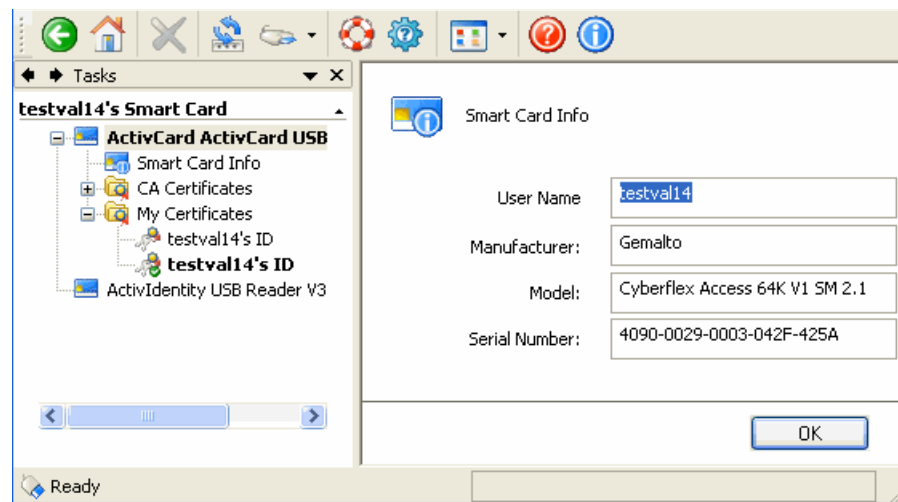 Tasks
testval14's Smart Card
ActivCard ActivCard USB
Smart Card Info
CA Certificates
My Certificates
testval14's ID
testval14's ID
ActivIdentity USB Reader V3
Smart Card Info
User Name testval14
Manufacturer: Gemalto
Model: Cyberflex Access 64K V1 SM 2.1
Serial Number: 4090-0029-0003-042F-425A
OK
Ready